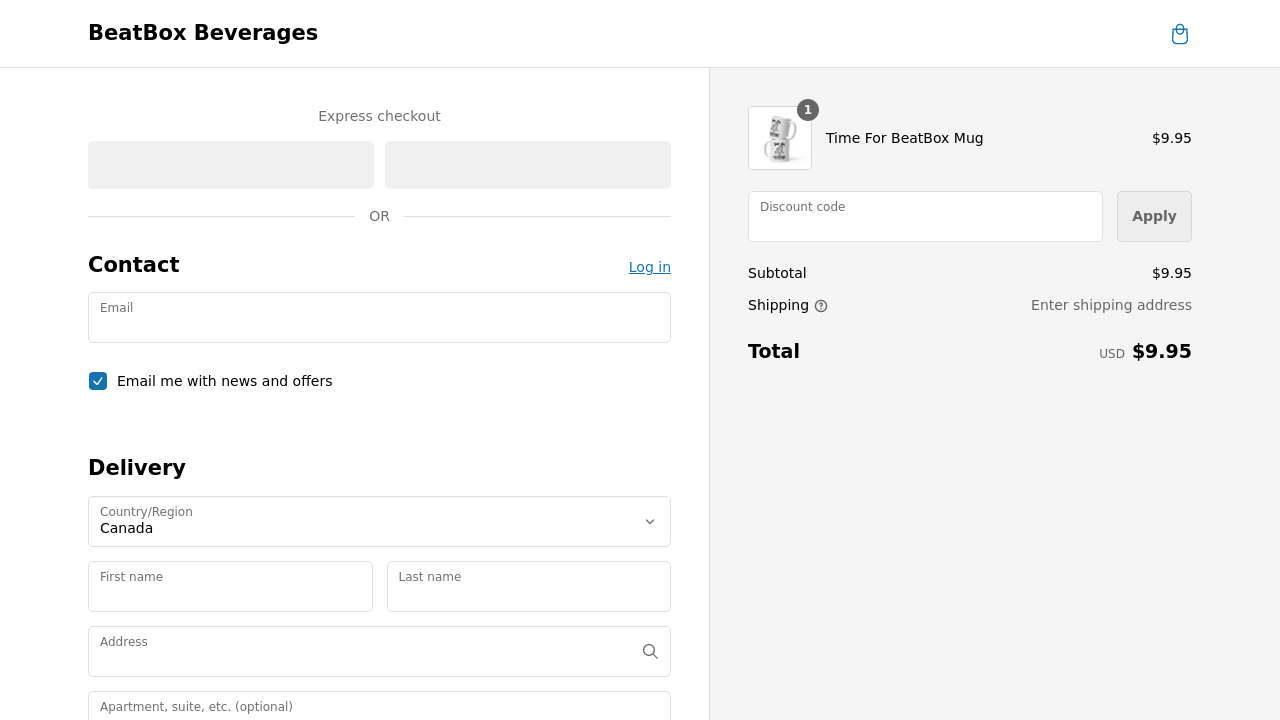 BeatBox Beverages
Express checkout
OR
Contact
Log in
Email
Email me with news and offers
Delivery
Country/Region
Canada
First name
Last name
Address
Apartment, suite, etc. (optional)
1
Time For BeatBox Mug
$9.95
Discount code
Apply
Subtotal
$9.95
Shipping
Enter shipping address
Total
USD $9.95